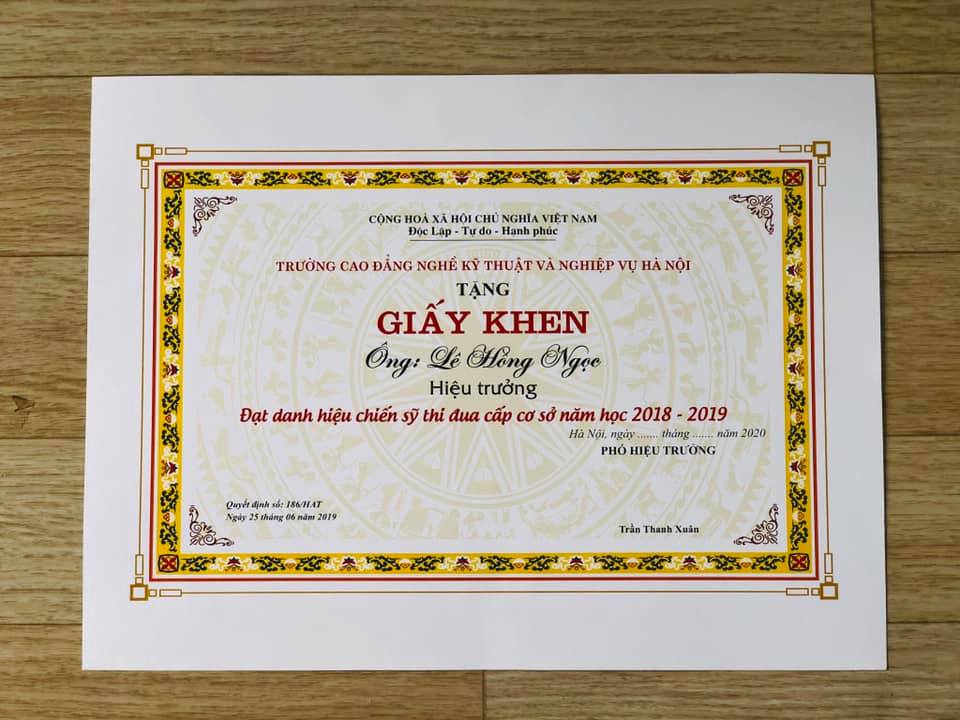 CỘNG HOÀ XÃ HỘI CHỦ NGHĨA VIỆT NAM
Độc Lập - Tự do - Hạnh phúc
TRƯỜNG CAO ĐẲNG NGHỀ KỸ THUẬT VÀ NGHIỆP VỤ HÀ NỘI
TẶNG
GIẤY KHEN
Ông: Lê Hồng Ngọc
Hiệu trưởng
Đạt danh hiệu chiến sỹ thi đua cấp cơ sở năm học 2018 - 2019
Hà Nội, ngày ....... tháng ....... năm 2020
PHÓ HIỆU TRƯỞNG
Quyết định số: 186/HAT
Ngày 25 tháng 06 năm 2019
Trần Thanh Xuân